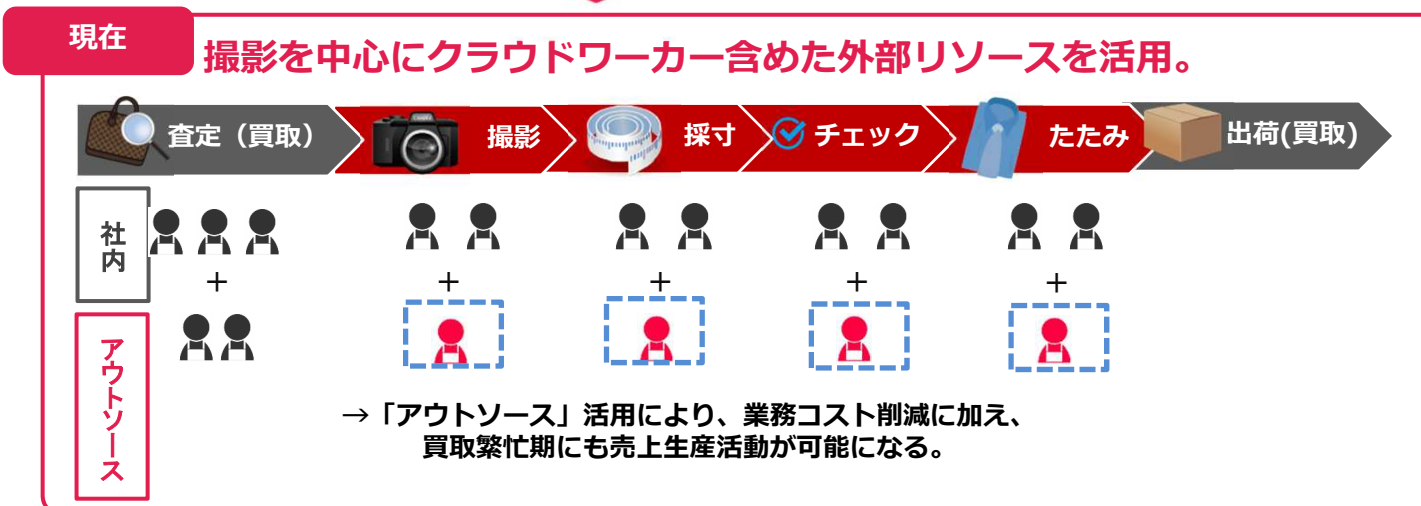 現在
撮影を中心にクラウドワーカー含めた外部リソースを活用。
査定（買取）
撮影
採寸
チェック
たたみ
出荷(買取)
社内
＋
＋
＋
＋
＋
アウトソース
→「アウトソース」活用により、業務コスト削減に加え、
買取繁忙期にも売上生産活動が可能になる。